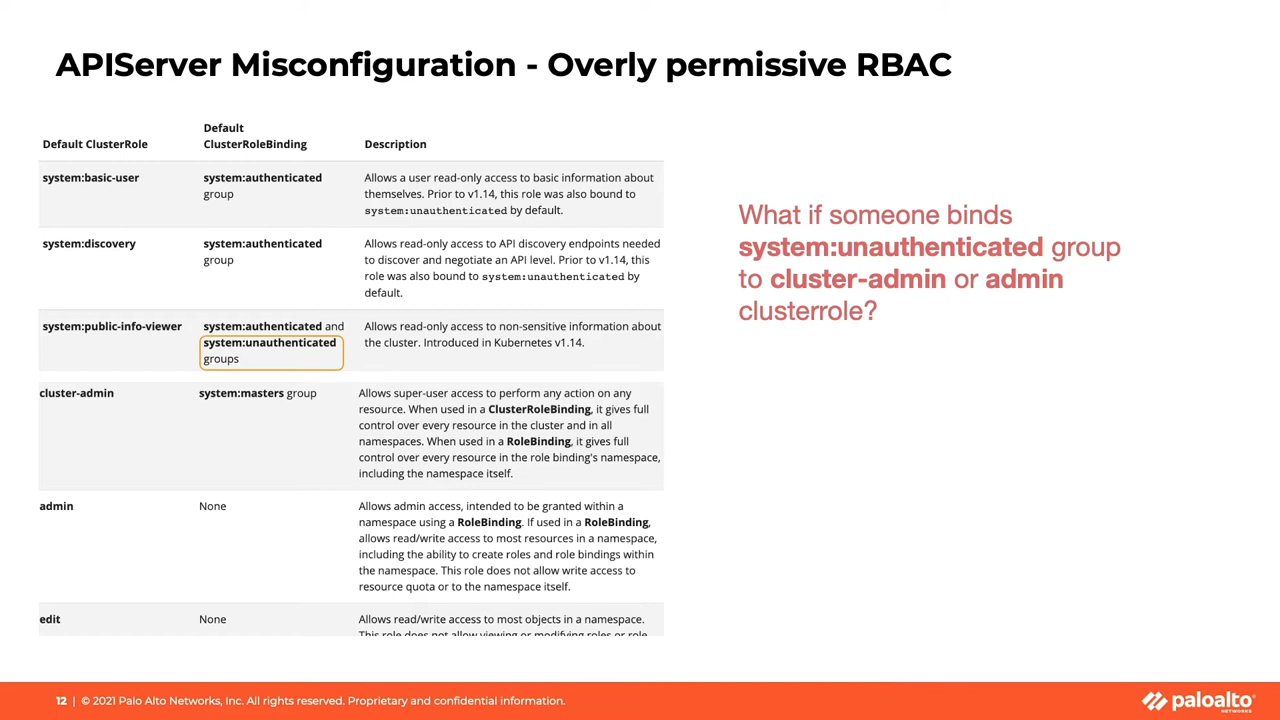 APIServer Misconfiguration - Overly permissive RBAC
Default ClusterRole
Default
ClusterRoleBinding
Description
system:basic-user
system:authenticated
group
Allows a user read-only access to basic information about
themselves. Prior to v1.14, this role was also bound to
system:unauthenticated by default.
system:discovery
system:authenticated
group
Allows read-only access to API discovery endpoints needed
to discover and negotiate an API level. Prior to v1.14, this
role was also bound to system:unauthenticated by
default.
system:public-info-viewer
system:authenticated and
system:unauthenticated
groups
Allows read-only access to non-sensitive information about
the cluster. Introduced in Kubernetes v1.14.
cluster-admin
system:masters group
Allows super-user access to perform any action on any
resource. When used in a ClusterRoleBinding, it gives full
control over every resource in the cluster and in all
namespaces. When used in a RoleBinding, it gives full
control over every resource in the role binding's namespace,
including the namespace itself.
admin
None
Allows admin access, intended to be granted within a
namespace using a RoleBinding. If used in a RoleBinding,
allows read/write access to most resources in a namespace,
including the ability to create roles and role bindings within
the namespace. This role does not allow write access to
resource quota or to the namespace itself.
edit
None
Allows read/write access to most objects in a namespace.
This role does not allow viewing or modifying roles or role
What if someone binds
system:unauthenticated group
to cluster-admin or admin
clusterrole?
12 | © 2021 Palo Alto Networks, Inc. All rights reserved. Proprietary and confidential information.
paloalto
NETWORKS